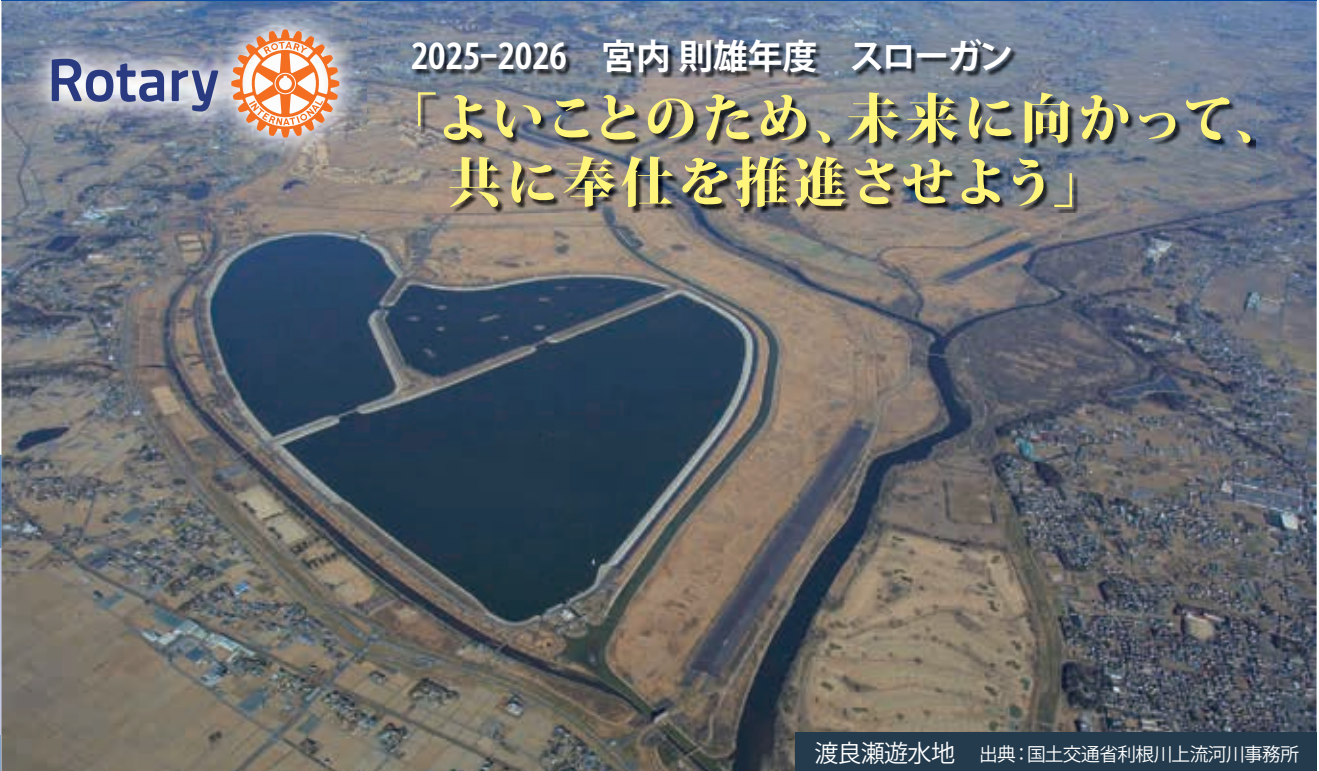 Rotary
ROTARY
INTERNATIONAL
2025–2026　宮内 則雄年度　スローガン
「よいことのため、未来に向かって、
共に奉仕を推進させよう」
渡良瀬遊水地　出典：国土交通省利根川上流河川事務所